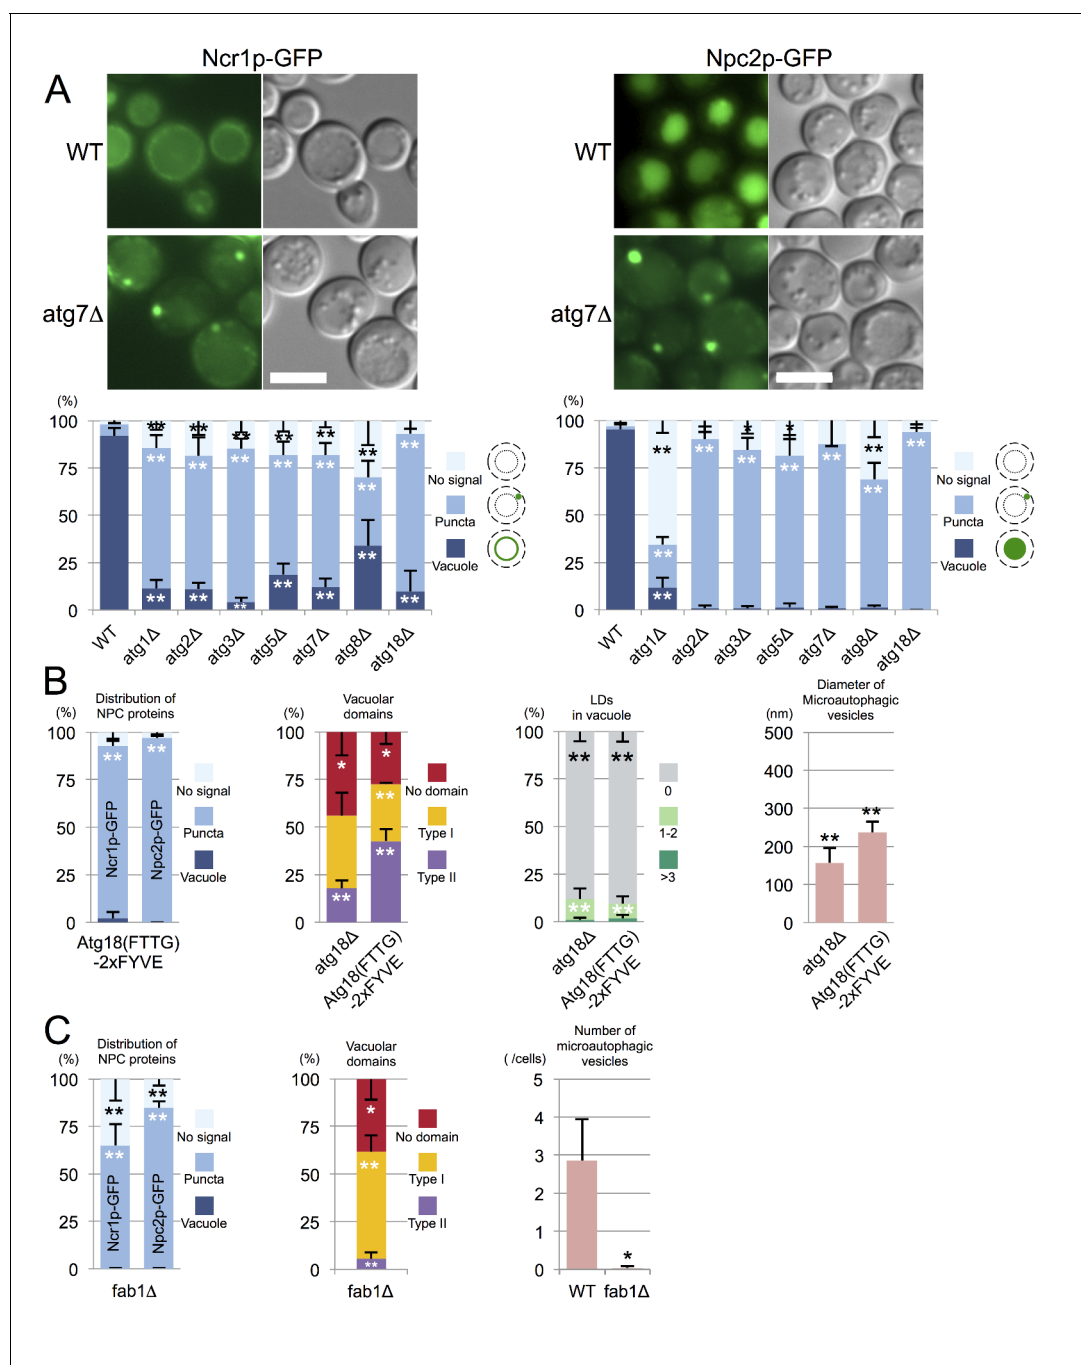 Ncr1p-GFP
Npc2p-GFP
A
WT
WT
atg7Δ
atg7Δ
(%)
100
75
50
25
0
** ** ** ** ** **
** ** ** ** ** ** **
** ** ** ** ** ** **
No signal
Puncta
Vacuole
WT atg1Δ atg2Δ atg3Δ atg5Δ atg7Δ atg8Δ atg18Δ
(%)
100
75
50
25
0
** * * **
** ** ** ** ** **
**
No signal
Puncta
Vacuole
WT atg1Δ atg2Δ atg3Δ atg5Δ atg7Δ atg8Δ atg18Δ
B
Distribution of
NPC proteins
(%)
100
75
50
25
0
** **
Ncr1p-GFP
Npc2p-GFP
No signal
Puncta
Vacuole
Atg18(FTTG)
-2xFYVE
Vacuolar
domains
(%)
100
75
50
25
0
* *
**
** **
No domain
Type I
Type II
atg18Δ
Atg18(FTTG)
-2xFYVE
LDs
in vacuole
(%)
100
75
50
25
0
** **
** **
0
1-2
>3
atg18Δ
Atg18(FTTG)
-2xFYVE
Diameter of
Microautophagic
vesicles
(nm)
500
400
300
200
100
0
** **
atg18Δ
Atg18(FTTG)
-2xFYVE
C
Distribution of
NPC proteins
(%)
100
75
50
25
0
** **
** **
Ncr1p-GFP
Npc2p-GFP
No signal
Puncta
Vacuole
fab1Δ
Vacuolar
domains
(%)
100
75
50
25
0
*
**
**
No domain
Type I
Type II
fab1Δ
Number of
microautophagic
vesicles
( /cells)
5
4
3
2
1
0
*
WT fab1Δ